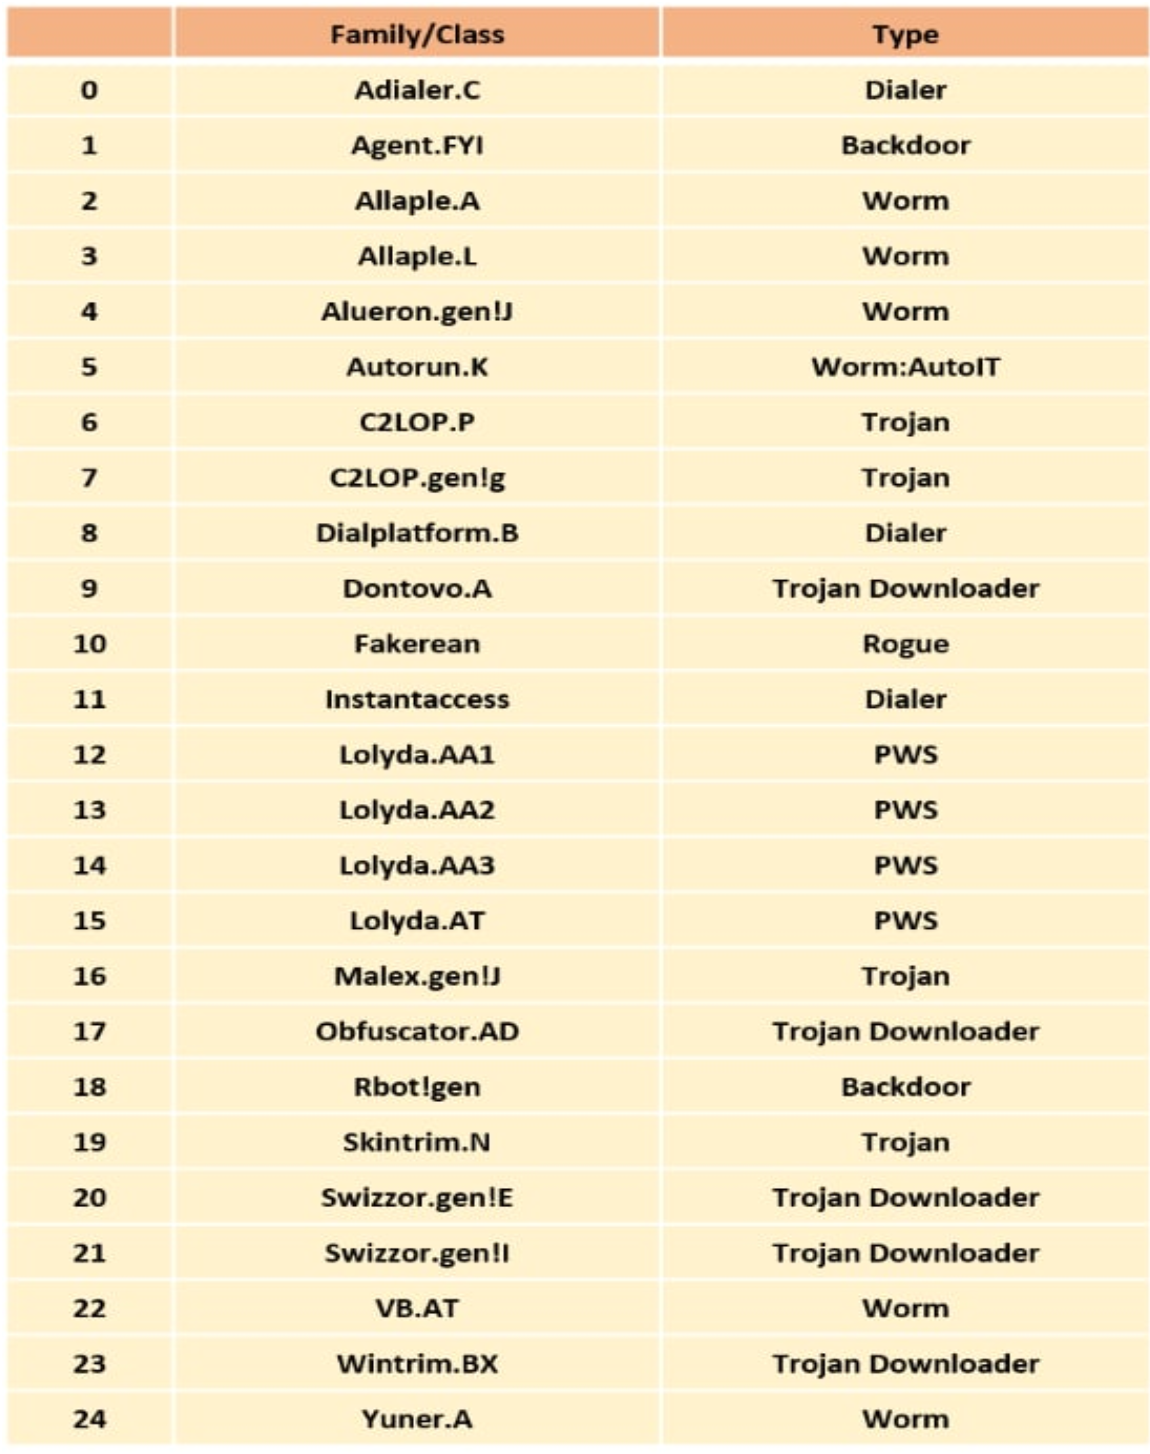 Family/Class Type
0 Adialer.C Dialer
1 Agent.FYI Backdoor
2 Allaple.A Worm
3 Allaple.L Worm
4 Alueron.gen!J Worm
5 Autorun.K Worm:AutoIT
6 C2LOP.P Trojan
7 C2LOP.gen!g Trojan
8 Dialplatform.B Dialer
9 Dontovo.A Trojan Downloader
10 Fakerean Rogue
11 Instantaccess Dialer
12 Lolyda.AA1 PWS
13 Lolyda.AA2 PWS
14 Lolyda.AA3 PWS
15 Lolyda.AT PWS
16 Malex.gen!J Trojan
17 Obfuscator.AD Trojan Downloader
18 Rbot!gen Backdoor
19 Skintrim.N Trojan
20 Swizzor.gen!E Trojan Downloader
21 Swizzor.gen!I Trojan Downloader
22 VB.AT Worm
23 Wintrim.BX Trojan Downloader
24 Yuner.A Worm